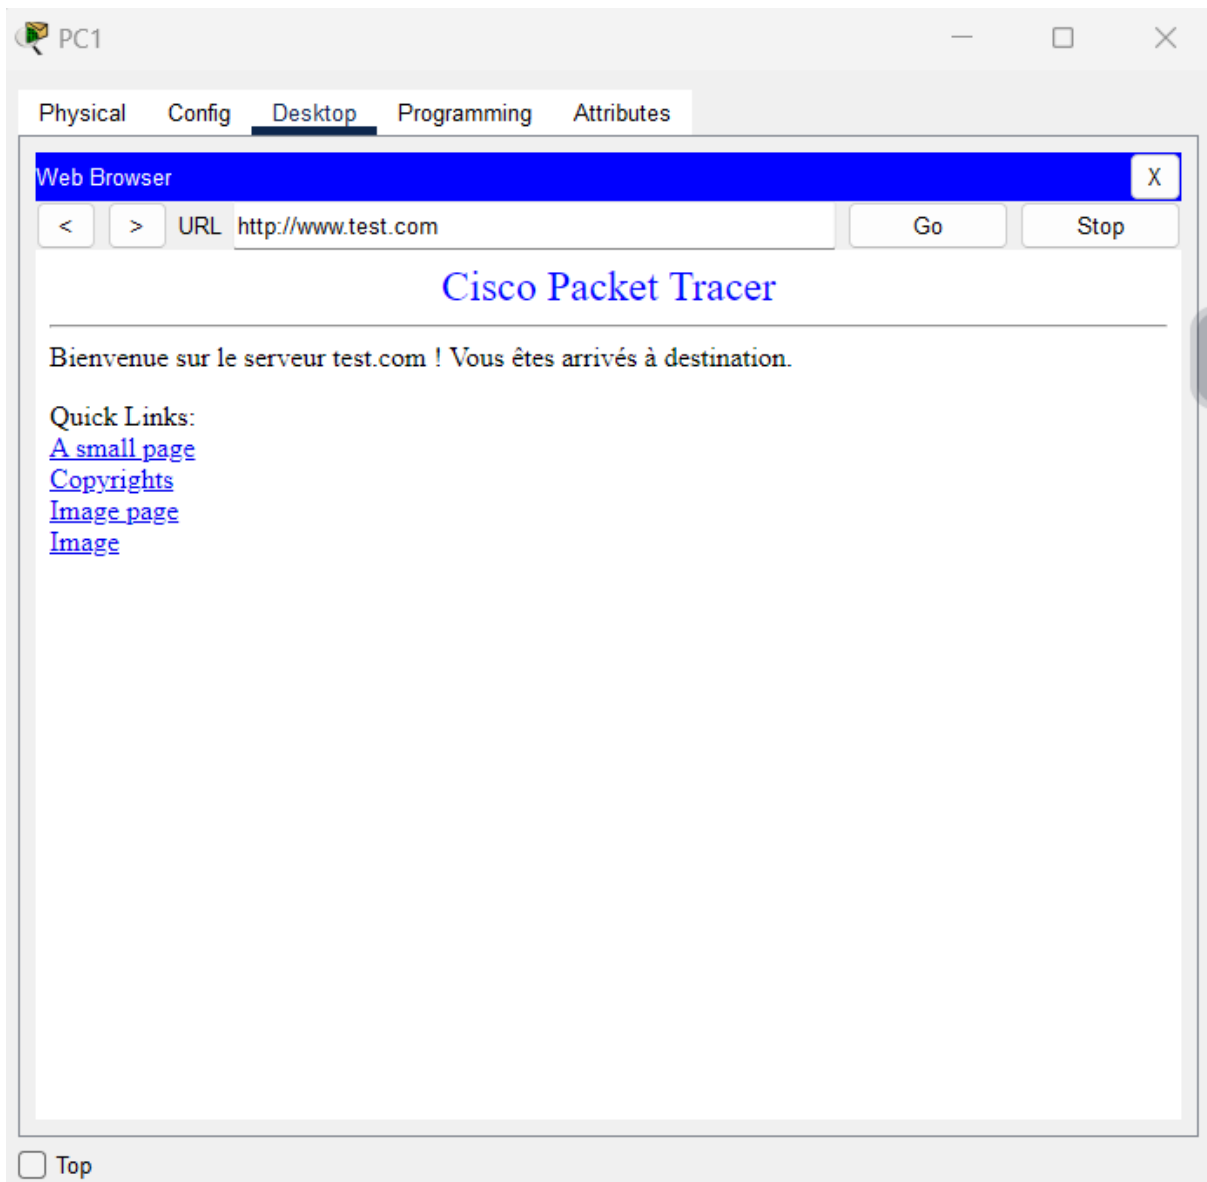 PC1
Physical Config Desktop Programming Attributes
Web Browser X
< > URL http://www.test.com Go Stop
Cisco Packet Tracer
Bienvenue sur le serveur test.com ! Vous êtes arrivés à destination.
Quick Links:
A small page
Copyrights
Image page
Image
Top